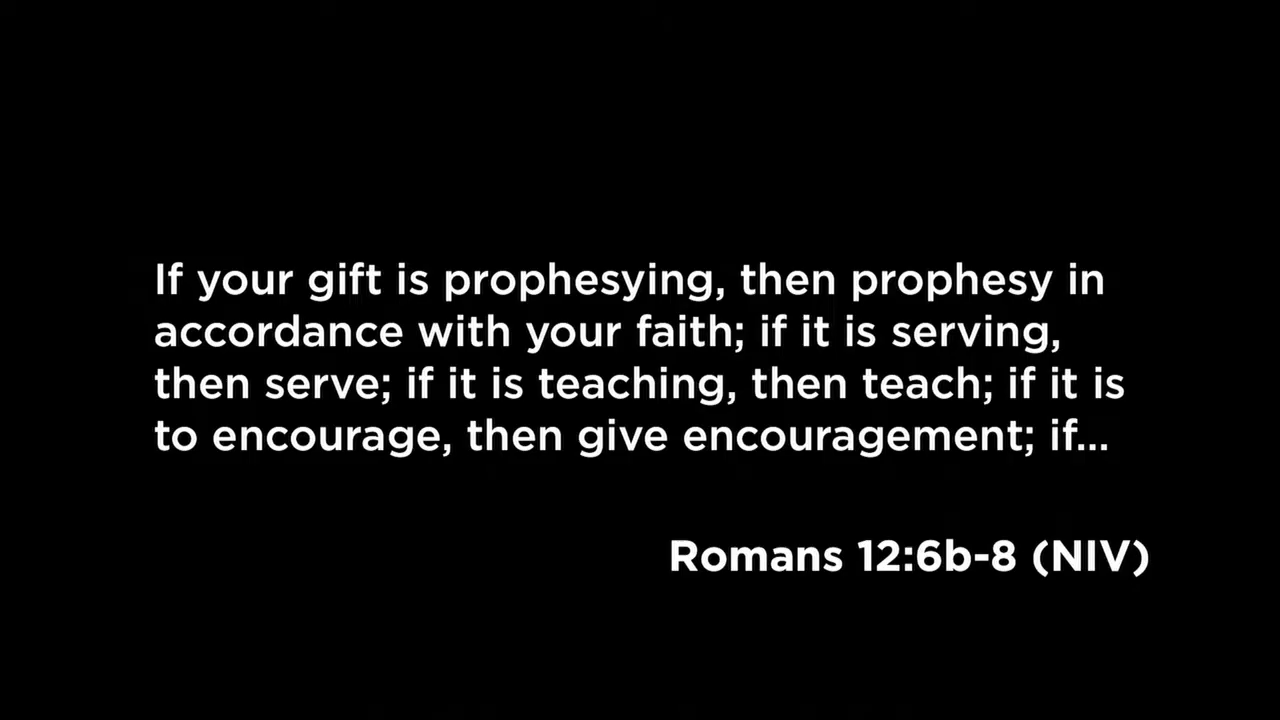 If your gift is prophesying, then prophesy in
accordance with your faith; if it is serving,
then serve; if it is teaching, then teach; if it is
to encourage, then give encouragement; if...
Romans 12:6b-8 (NIV)